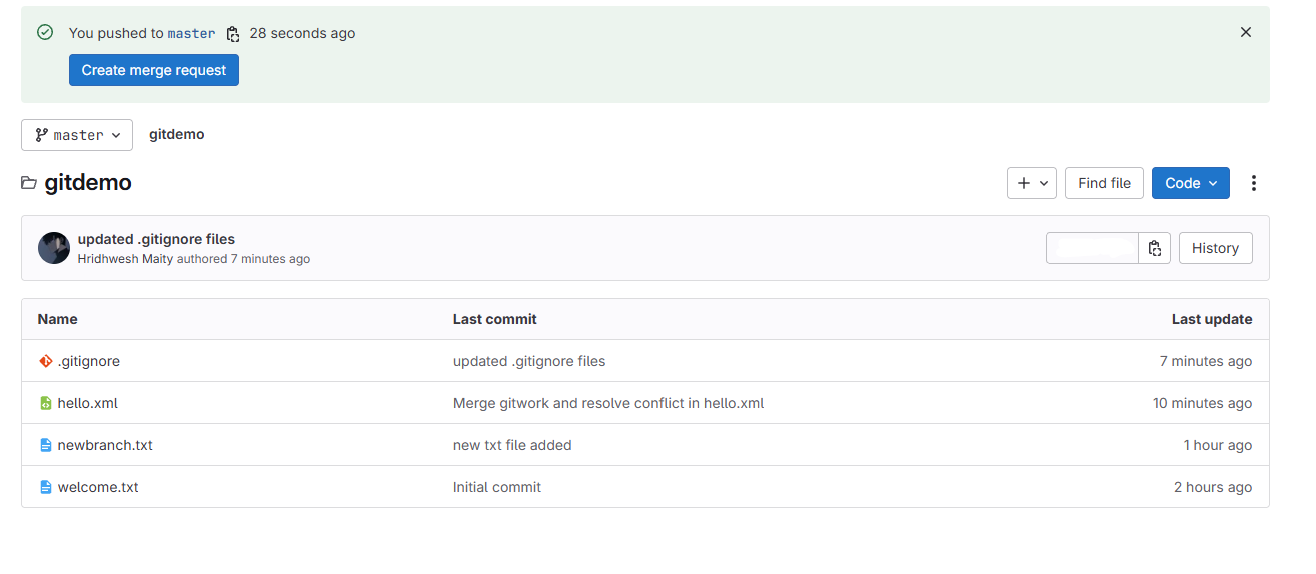 You pushed to master 28 seconds ago
Create merge request
master gitdemo
gitdemo
Find file Code
updated .gitignore files
Hridhwesh Maity authored 7 minutes ago
History
Name Last commit Last update
.gitignore updated .gitignore files 7 minutes ago
hello.xml Merge gitwork and resolve conflict in hello.xml 10 minutes ago
newbranch.txt new txt file added 1 hour ago
welcome.txt Initial commit 2 hours ago